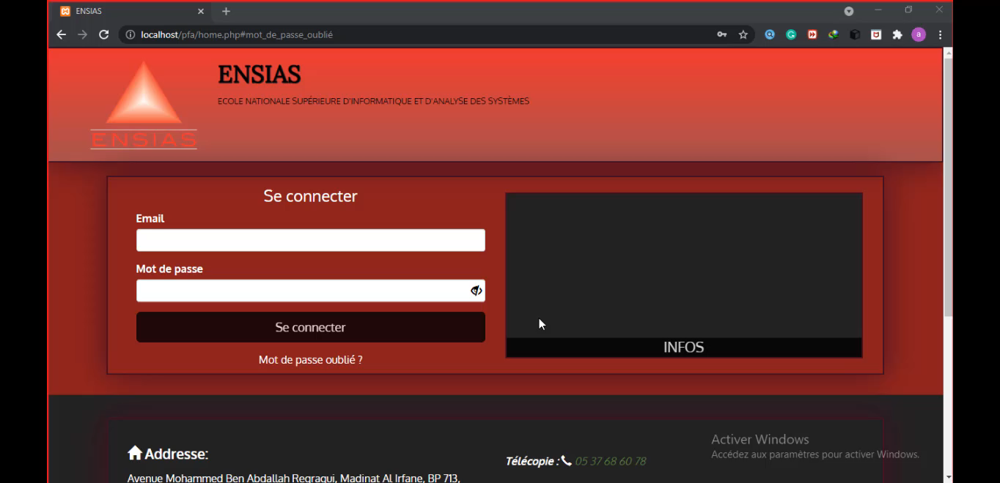 ENSIAS
localhost/pfa/home.php#mot_de_passe_oublié
a
ENSIAS
ECOLE NATIONALE SUPÉRIEURE D'INFORMATIQUE ET D'ANALYSE DES SYSTÈMES
ENSIAS
Se connecter
Email
Mot de passe
Se connecter
Mot de passe oublié ?
INFOS
Addresse:
Avenue Mohammed Ben Abdallah Regragui, Madinat Al Irfane, BP 713,
Télécopie : 05 37 68 60 78
Activer Windows
Accédez aux paramètres pour activer Windows.